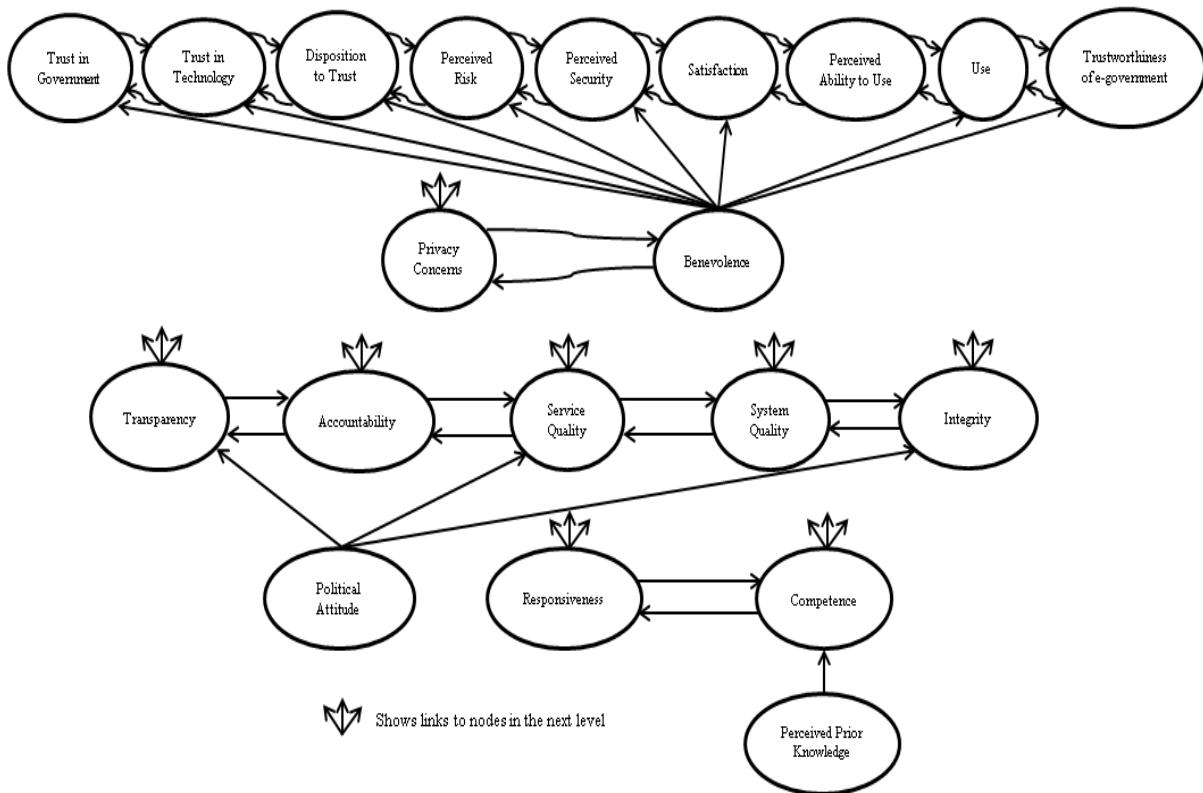 Trust in
Government
Trust in
Technology
Disposition
to Trust
Perceived
Risk
Perceived
Security
Satisfaction
Perceived
Ability to Use
Use
Trustworthiness
of e-government
Privacy
Concerns
Benevolence
Transparency
Accountability
Service
Quality
System
Quality
Integrity
Political
Attitude
Responsiveness
Competence
Shows links to nodes in the next level
Perceived Prior
Knowledge